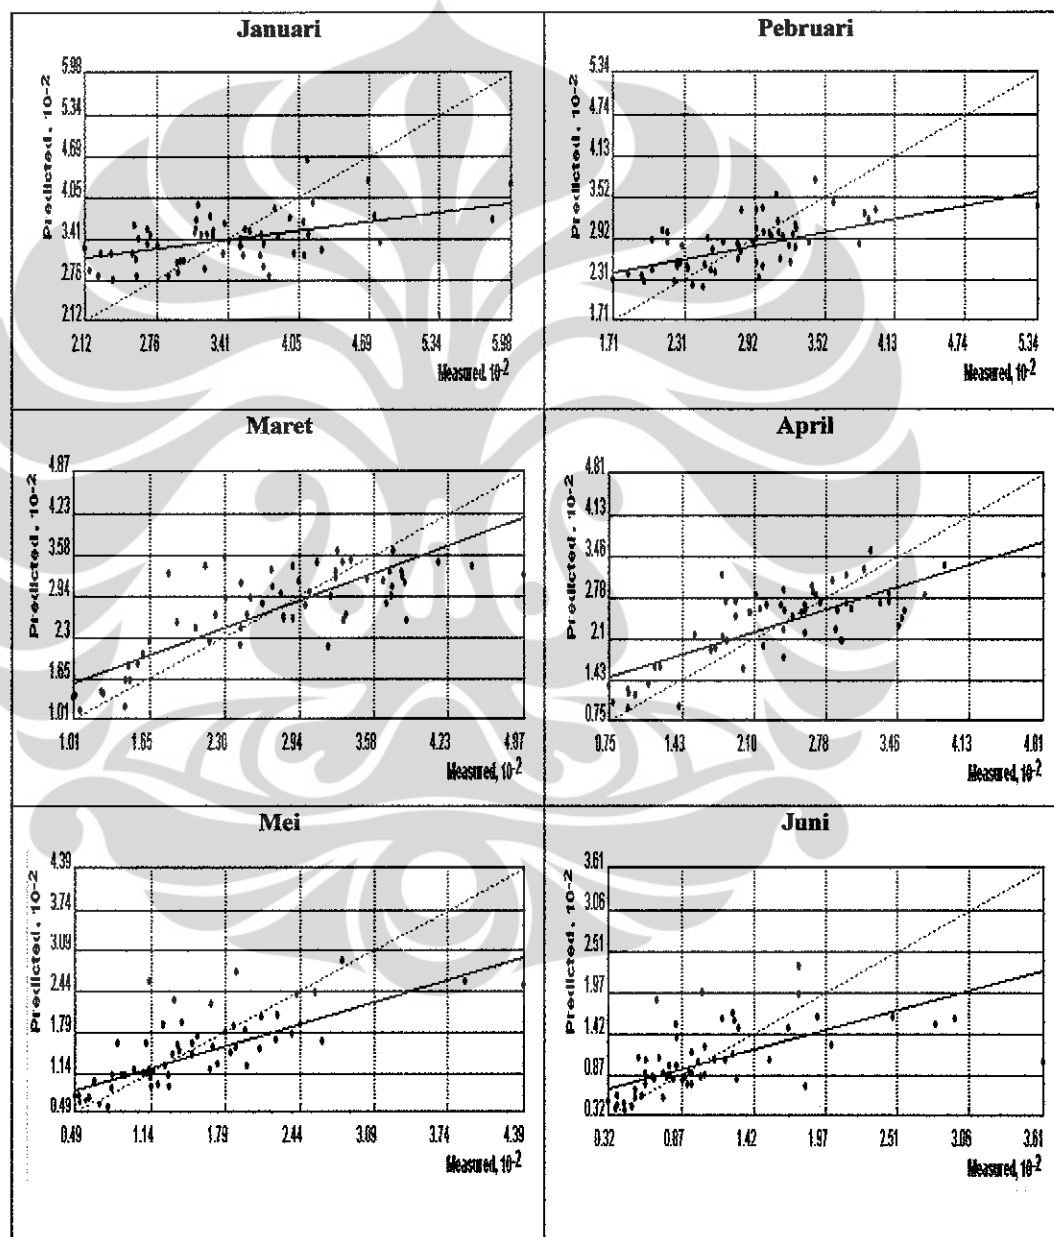 Januari
Predicted, 10-2
5.98
5.34
4.69
4.05
3.41
2.76
2.12
2.12 2.76 3.41 4.05 4.69 5.34 5.98
Measured, 10-2
Pebruari
Predicted, 10-2
5.34
4.74
4.13
3.52
2.92
2.31
1.71
1.71 2.31 2.92 3.52 4.13 4.74 5.34
Measured, 10-2
Maret
Predicted, 10-2
4.87
4.23
3.58
2.94
2.3
1.65
1.01
1.01 1.65 2.30 2.94 3.58 4.23 4.87
Measured, 10-2
April
Predicted, 10-2
4.81
4.13
3.46
2.78
2.1
1.43
0.75
0.75 1.43 2.10 2.78 3.46 4.13 4.81
Measured, 10-2
Mei
Predicted, 10-2
4.39
3.74
3.09
2.44
1.79
1.14
0.49
0.49 1.14 1.79 2.44 3.09 3.74 4.39
Measured, 10-2
Juni
Predicted, 10-2
3.61
3.06
2.51
1.97
1.42
0.87
0.32
0.32 0.87 1.42 1.97 2.51 3.06 3.61
Measured, 10-2